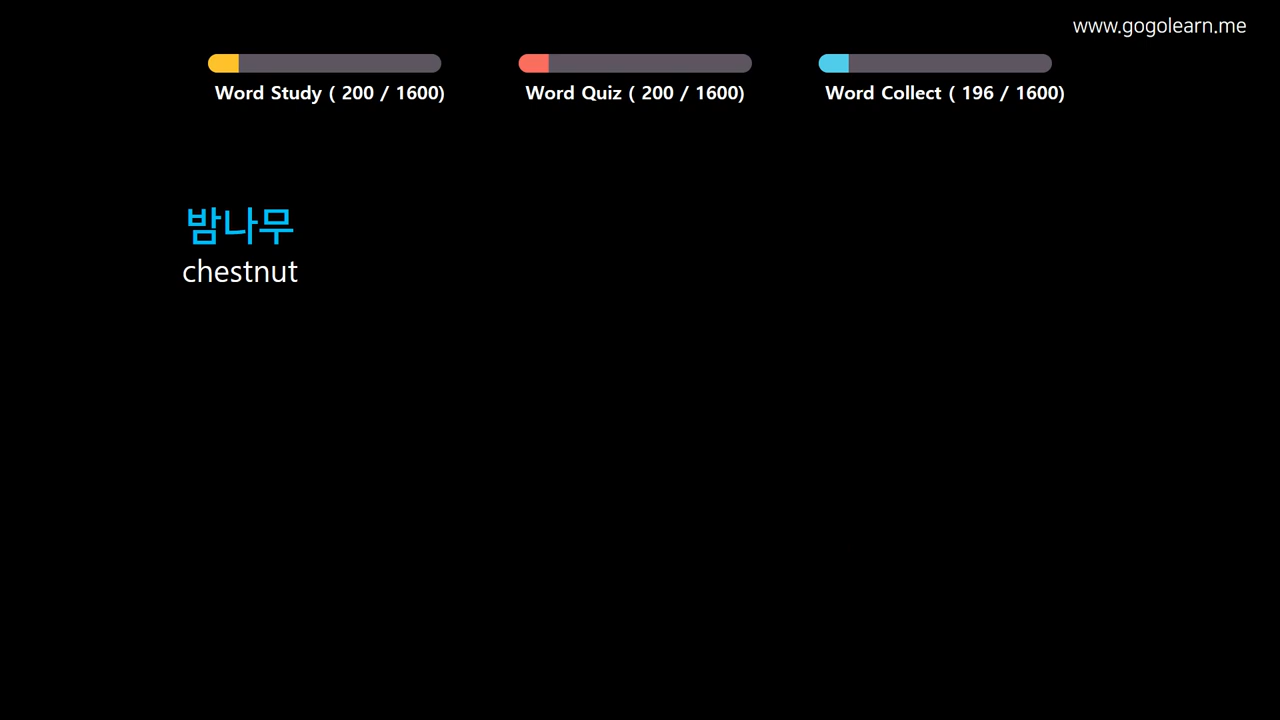 www.gogolearn.me
Word Study ( 200 / 1600)
Word Quiz ( 200 / 1600)
Word Collect ( 196 / 1600)
밤나무
chestnut